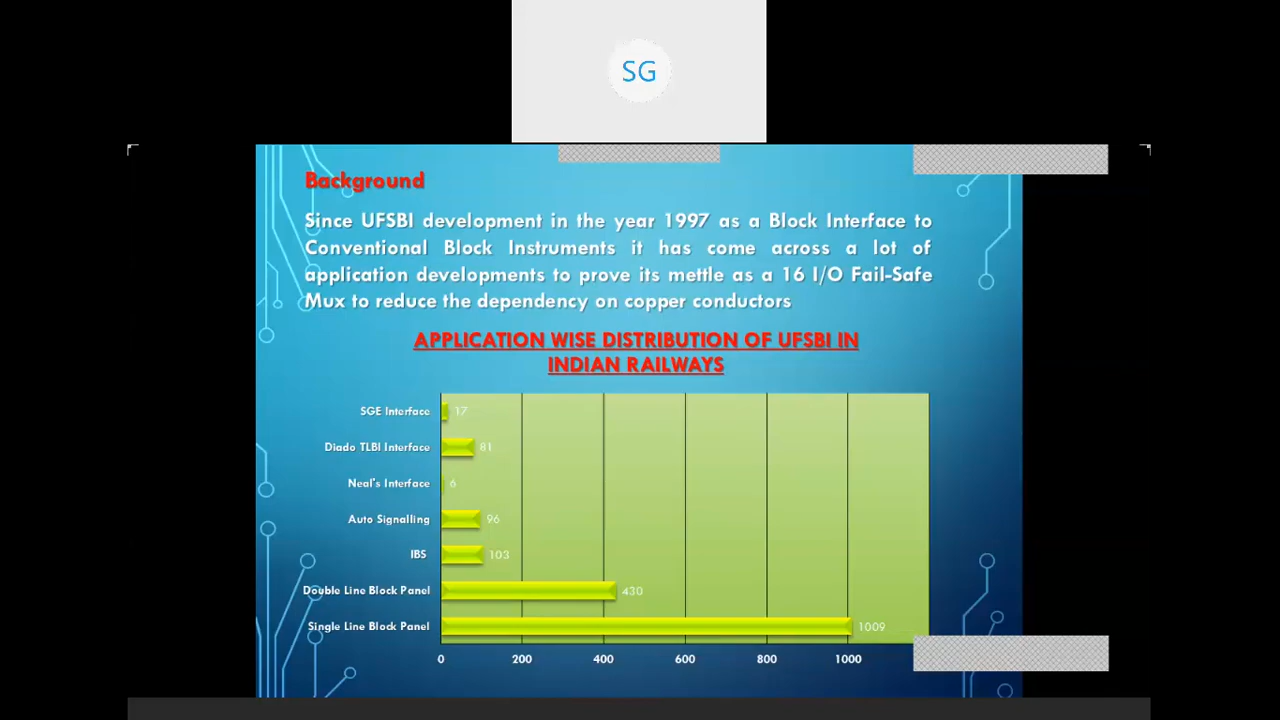 SG
Background
Since UFSBI development in the year 1997 as a Block Interface to
Conventional Block Instruments it has come across a lot of
application developments to prove its mettle as a 16 I/O Fail-Safe
Mux to reduce the dependency on copper conductors
APPLICATION WISE DISTRIBUTION OF UFSBI IN
INDIAN RAILWAYS
SGE Interface 17
Diado TLBI Interface 81
Neal's Interface 6
Auto Signalling 96
IBS 103
Double Line Block Panel 430
Single Line Block Panel 1009
0 200 400 600 800 1000